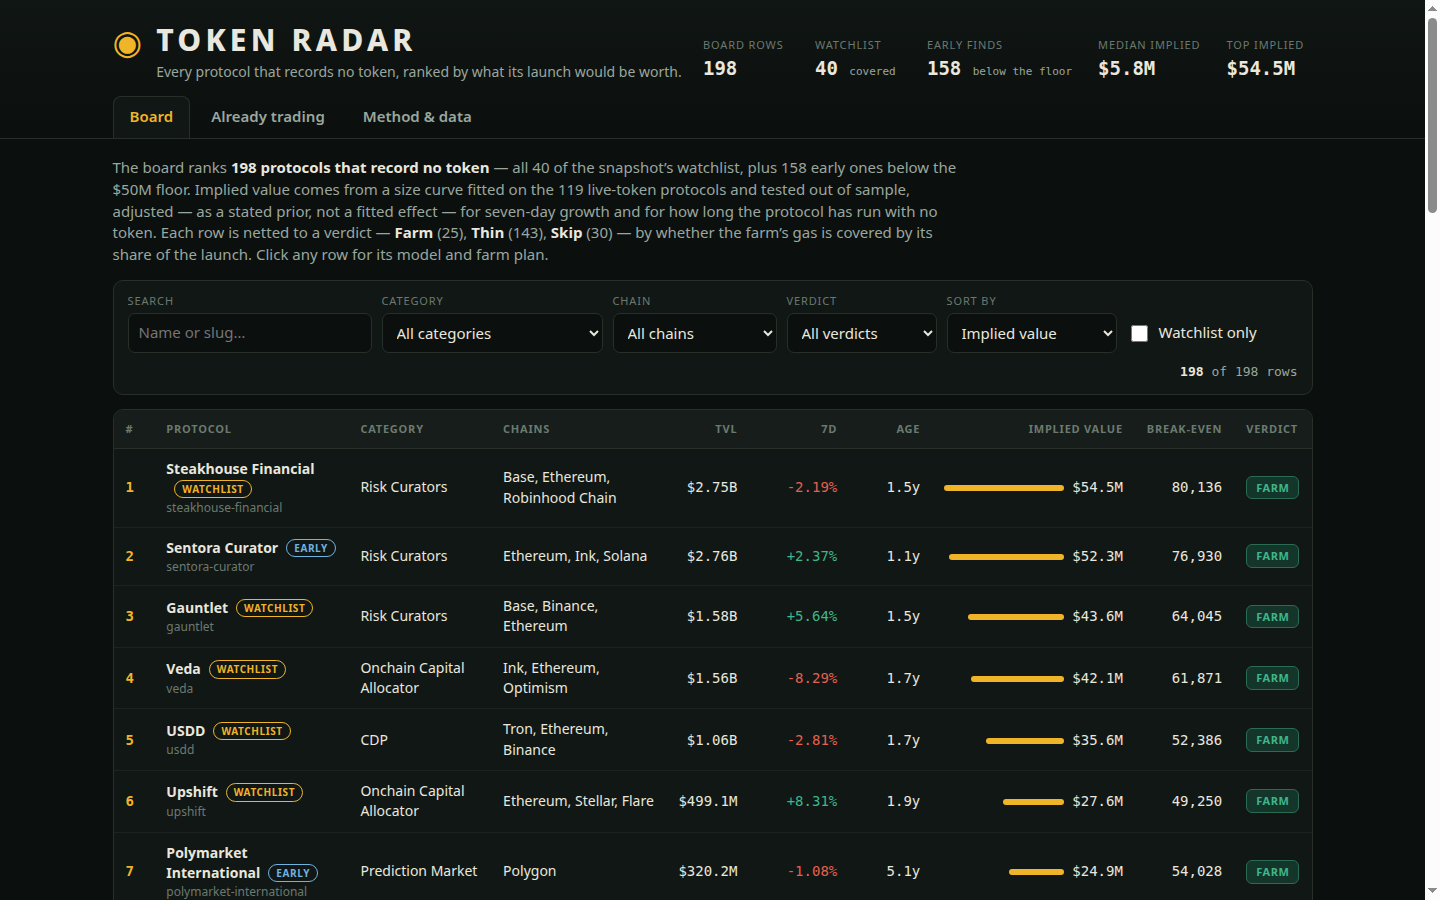 TOKEN RADAR
Every protocol that records no token, ranked by what its launch would be worth.
BOARD ROWS
198
WATCHLIST
40 covered
EARLY FINDS
158 below the floor
MEDIAN IMPLIED
$5.8M
TOP IMPLIED
$54.5M
Board Already trading Method & data
The board ranks 198 protocols that record no token — all 40 of the snapshot's watchlist, plus 158 early ones below the
$50M floor. Implied value comes from a size curve fitted on the 119 live-token protocols and tested out of sample,
adjusted — as a stated prior, not a fitted effect — for seven-day growth and for how long the protocol has run with no
token. Each row is netted to a verdict — Farm (25), Thin (143), Skip (30) — by whether the farm's gas is covered by its
share of the launch. Click any row for its model and farm plan.
SEARCH CATEGORY CHAIN VERDICT SORT BY
Name or slug... All categories All chains All verdicts Implied value Watchlist only
198 of 198 rows
# PROTOCOL CATEGORY CHAINS TVL 7D AGE IMPLIED VALUE BREAK-EVEN VERDICT
1 Steakhouse Financial WATCHLIST steakhouse-financial Risk Curators Base, Ethereum, Robinhood Chain $2.75B -2.19% 1.5y $54.5M 80,136 FARM
2 Sentora Curator EARLY sentora-curator Risk Curators Ethereum, Ink, Solana $2.76B +2.37% 1.1y $52.3M 76,930 FARM
3 Gauntlet WATCHLIST gauntlet Risk Curators Base, Binance, Ethereum $1.58B +5.64% 1.5y $43.6M 64,045 FARM
4 Veda WATCHLIST veda Onchain Capital Allocator Ink, Ethereum, Optimism $1.56B -8.29% 1.7y $42.1M 61,871 FARM
5 USDD WATCHLIST usdd CDP Tron, Ethereum, Binance $1.06B -2.81% 1.7y $35.6M 52,386 FARM
6 Upshift WATCHLIST upshift Onchain Capital Allocator Ethereum, Stellar, Flare $499.1M +8.31% 1.9y $27.6M 49,250 FARM
7 Polymarket International EARLY polymarket-international Prediction Market Polygon $320.2M -1.08% 5.1y $24.9M 54,028 FARM